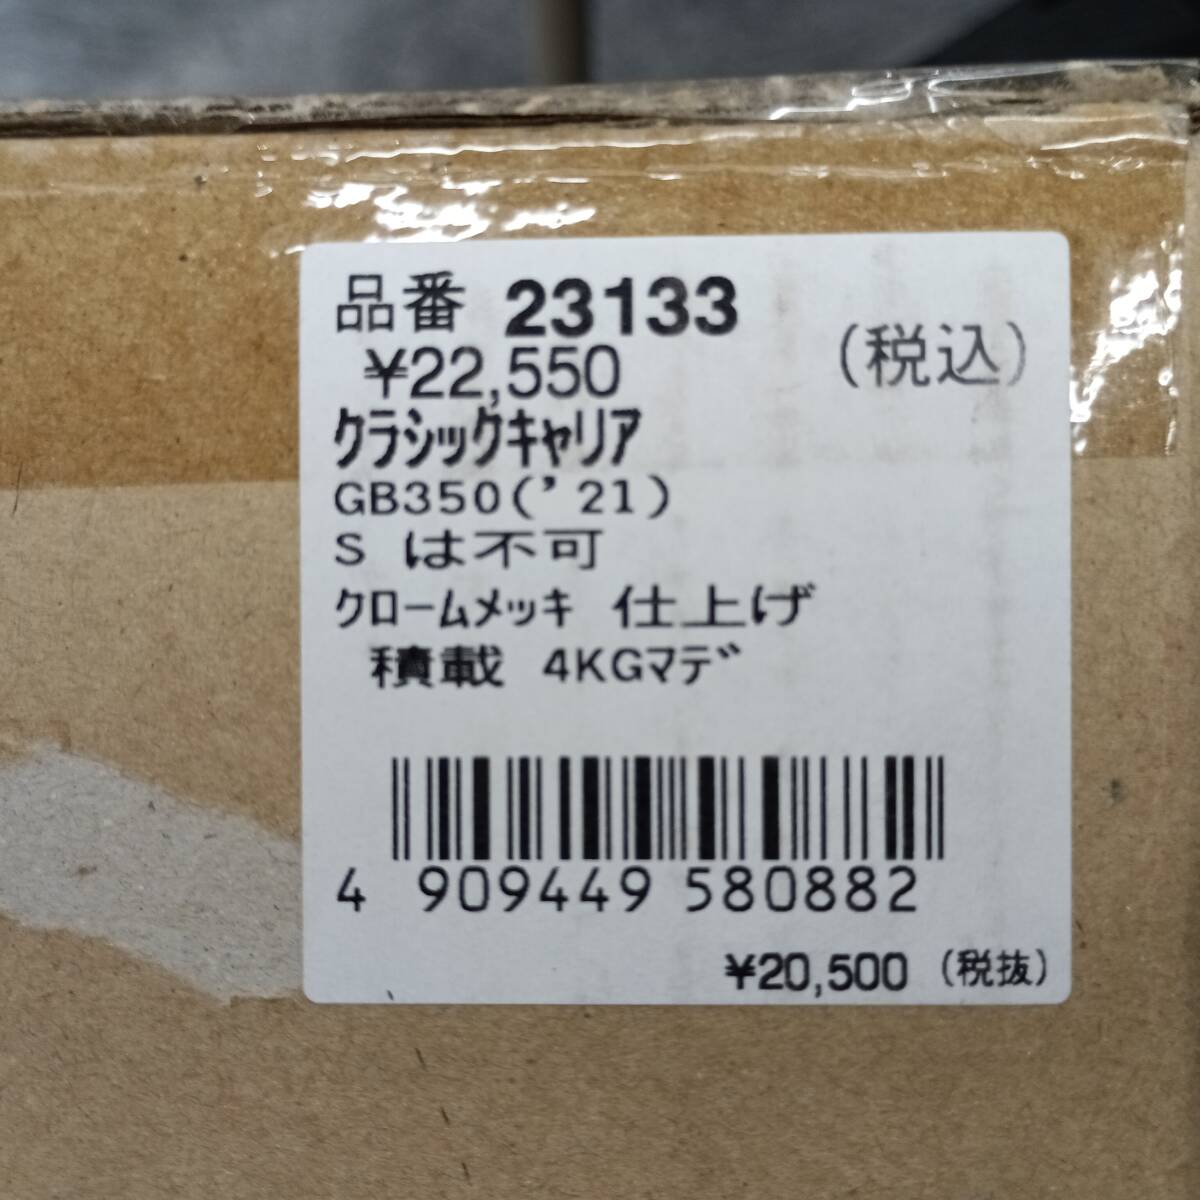 品番 23133
¥22,550 (税込)
クラシックキャリア
GB350('21)
S は不可
クロームメッキ 仕上げ
積載 4KGマデ
4 909449 580882
¥20,500 (税抜)